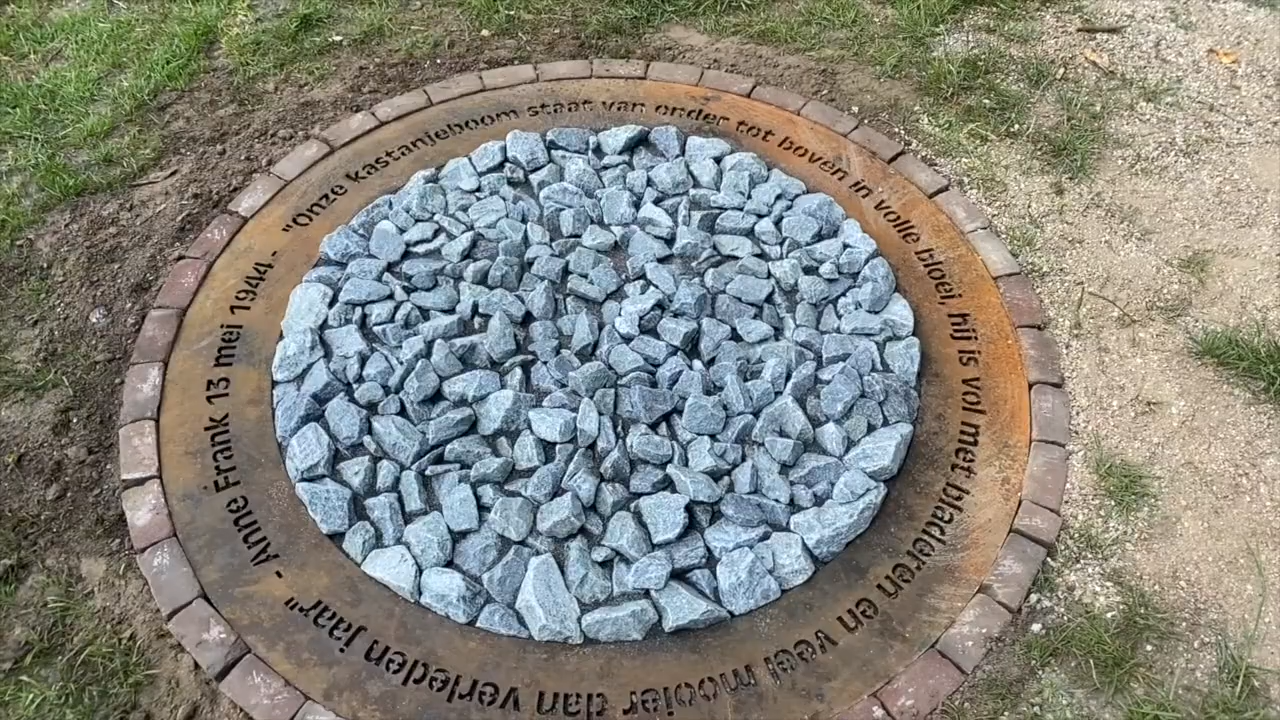 "Onze kastanjeboom staat van onder tot boven in volle bloei, hij is vol met bladeren en veel mooier dan verleden jaar" - Anne Frank 13 mei 1944 -